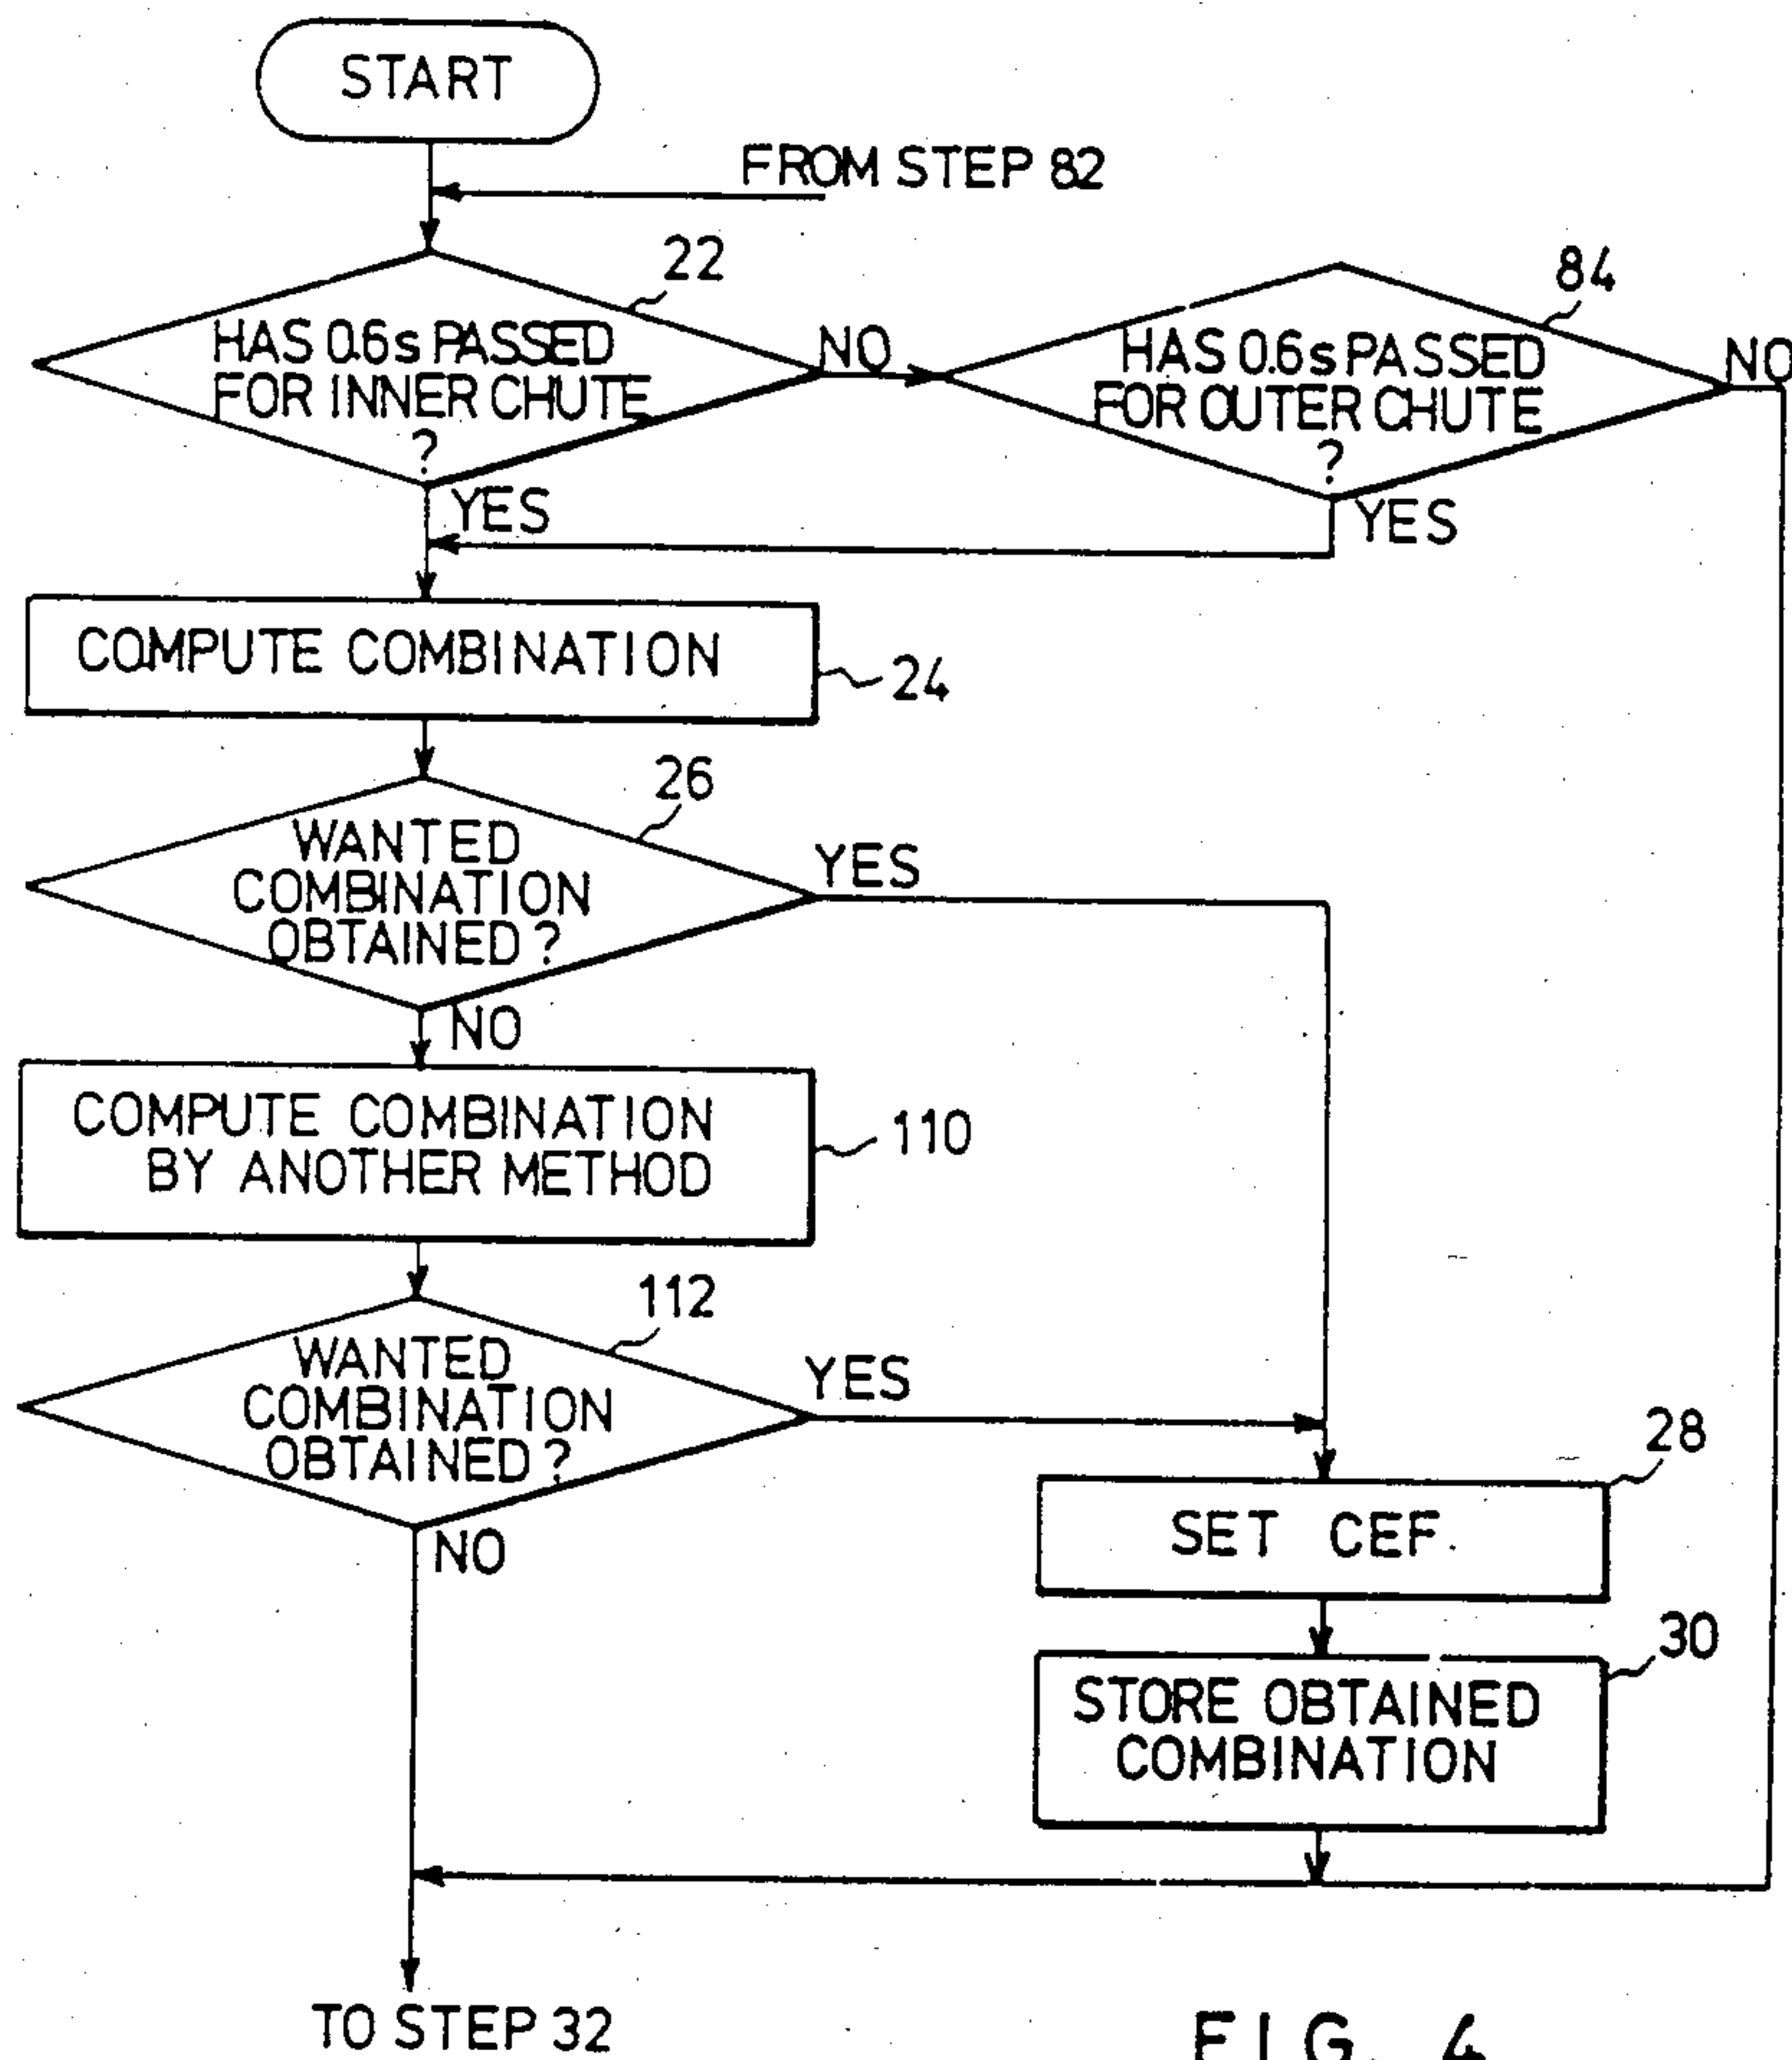 START
FROM STEP 82
22
84
HAS 0.6s PASSED
FOR INNER CHUTE
?
NO
HAS 0.6s PASSED
FOR OUTER CHUTE
?
NO
YES
YES
COMPUTE COMBINATION
24
26
WANTED
COMBINATION
OBTAINED?
YES
NO
COMPUTE COMBINATION
BY ANOTHER METHOD
110
112
WANTED
COMBINATION
OBTAINED?
YES
NO
28
SET CEF.
30
STORE OBTAINED
COMBINATION
TO STEP 32
FIG. 4